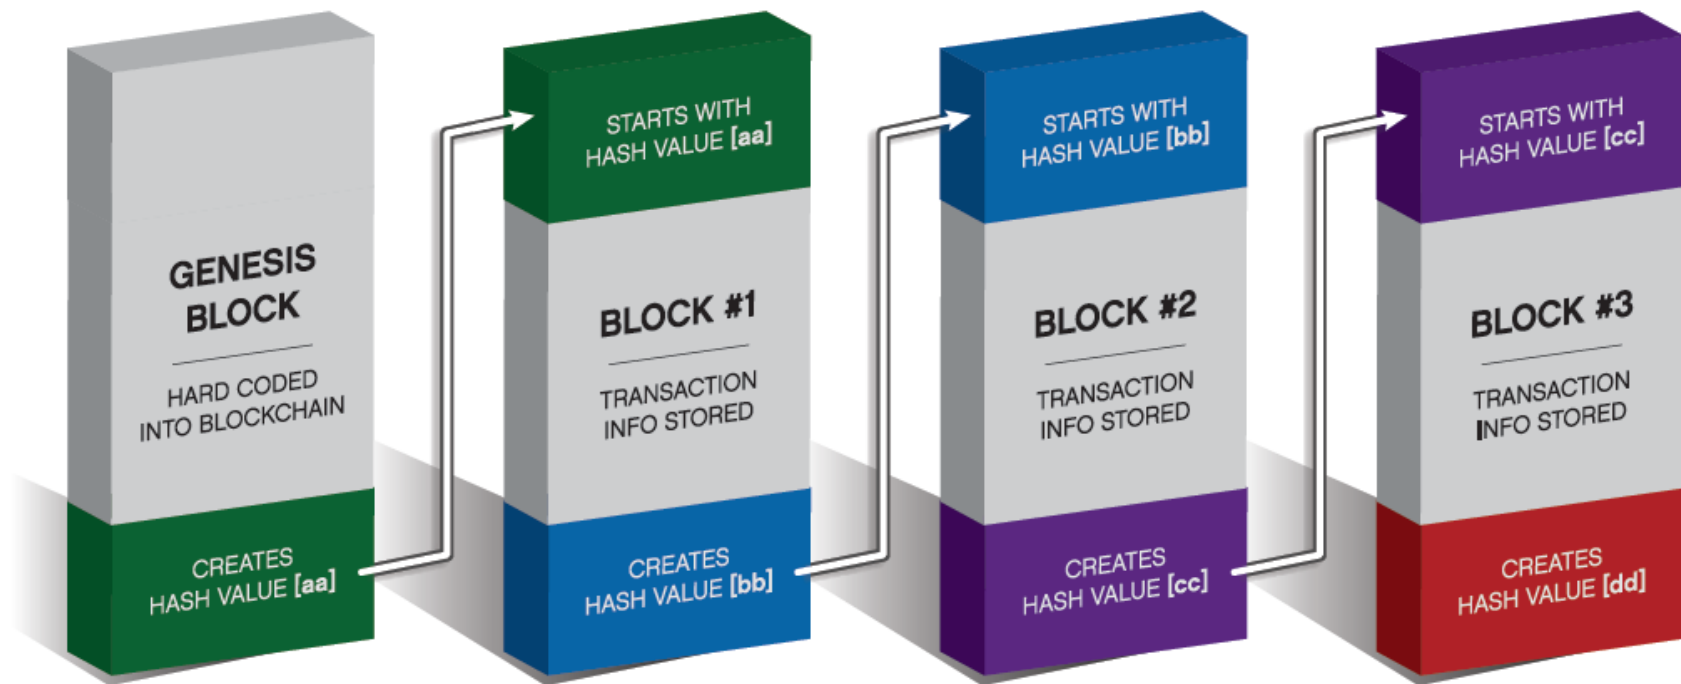 GENESIS
BLOCK
HARD CODED
INTO BLOCKCHAIN
CREATES
HASH VALUE [aa]
STARTS WITH
HASH VALUE [aa]
BLOCK #1
TRANSACTION
INFO STORED
CREATES
HASH VALUE [bb]
STARTS WITH
HASH VALUE [bb]
BLOCK #2
TRANSACTION
INFO STORED
CREATES
HASH VALUE [cc]
STARTS WITH
HASH VALUE [cc]
BLOCK #3
TRANSACTION
INFO STORED
CREATES
HASH VALUE [dd]